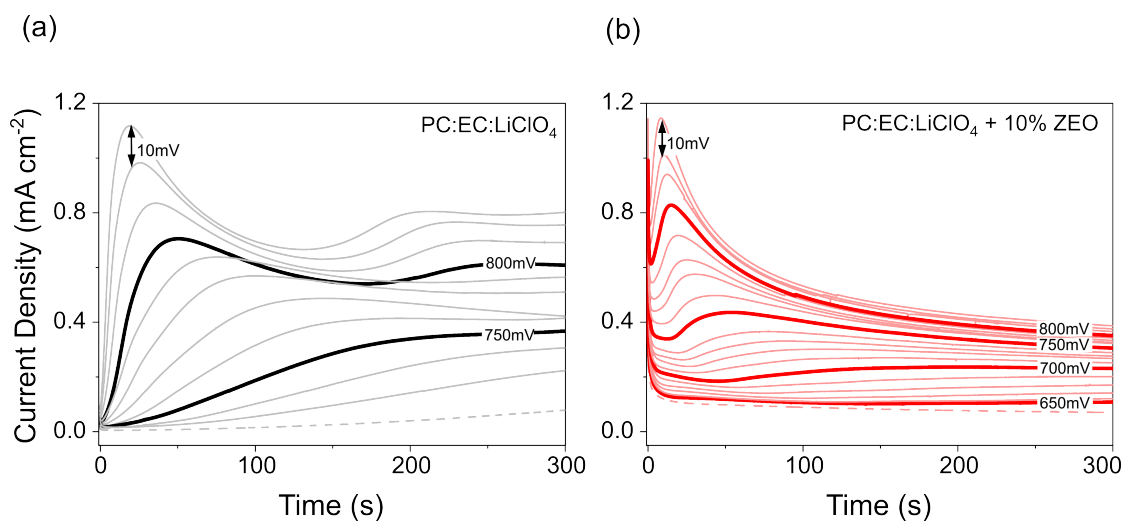 (a)
(b)
Current Density (mA cm-2)
1.2
0.8
0.4
0.0
PC:EC:LiClO4
10mV
800mV
750mV
0
100
200
300
Time (s)
1.2
0.8
0.4
0.0
PC:EC:LiClO4 + 10% ZEO
10mV
800mV
750mV
700mV
650mV
0
100
200
300
Time (s)